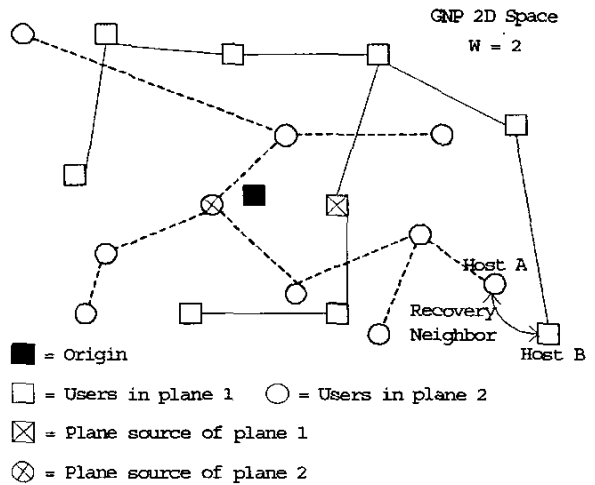 GNP 2D Space
W = 2
Host A
Recovery
Neighbor
Host B
= Origin
= Users in plane 1
= Users in plane 2
= Plane source of plane 1
= Plane source of plane 2